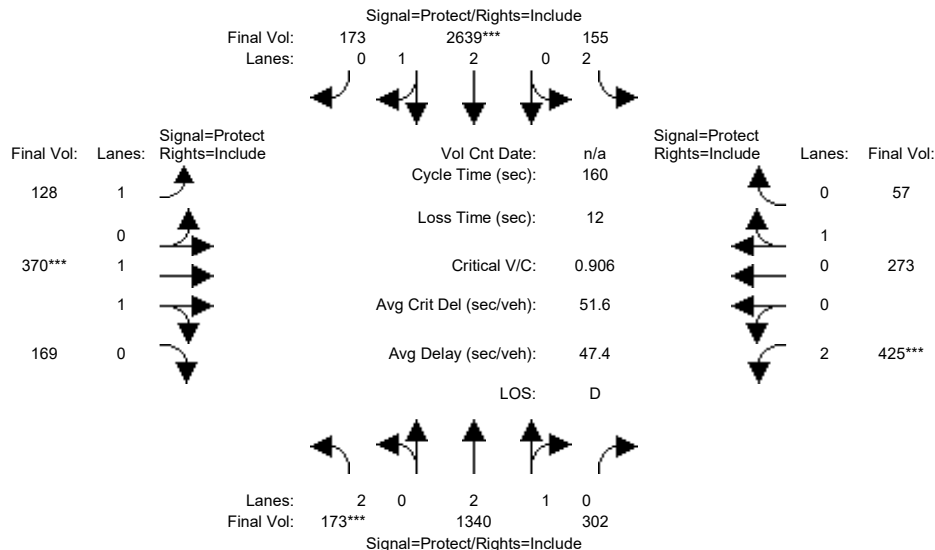 Signal=Protect/Rights=Include
Final Vol: 173 2639*** 155
Lanes: 0 1 2 0 2
Signal=Protect
Final Vol: Lanes: Rights=Include
Vol Cnt Date: n/a
Signal=Protect
Rights=Include Lanes: Final Vol:
Cycle Time (sec): 160
128 1
0 57
Loss Time (sec): 12
0
1
370*** 1
Critical V/C: 0.906
0 273
1
Avg Crit Del (sec/veh): 51.6
0
169 0
Avg Delay (sec/veh): 47.4
2 425***
LOS: D
Lanes: 2 0 2 1 0
Final Vol: 173*** 1340 302
Signal=Protect/Rights=Include